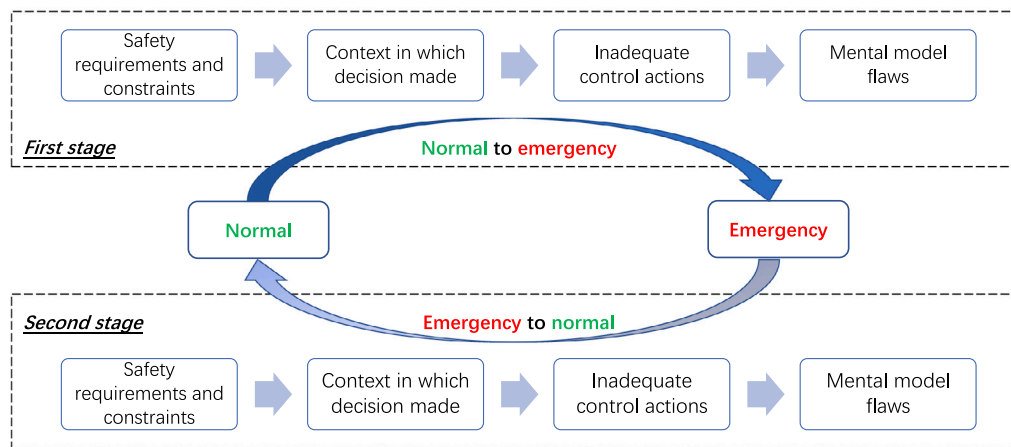 Safety
requirements and
constraints
Context in which
decision made
Inadequate
control actions
Mental model
flaws
First stage
Normal to emergency
Normal
Emergency
Second stage
Emergency to normal
Safety
requirements and
constraints
Context in which
decision made
Inadequate
control actions
Mental model
flaws